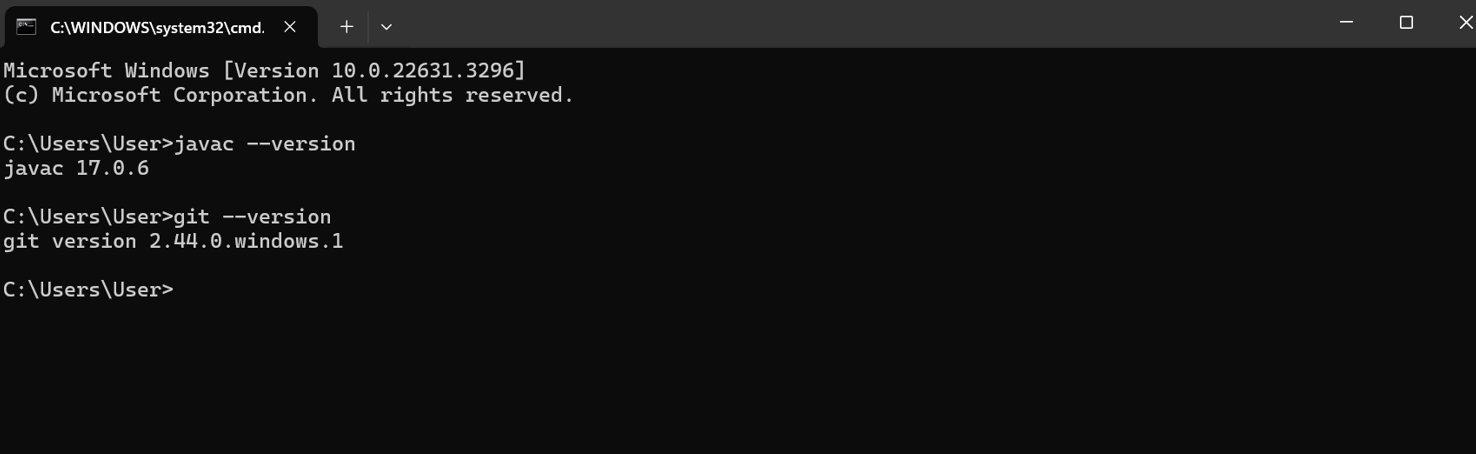 C:\WINDOWS\system32\cmd.
Microsoft Windows [Version 10.0.22631.3296]
(c) Microsoft Corporation. All rights reserved.
C:\Users\User>javac --version
javac 17.0.6
C:\Users\User>git --version
git version 2.44.0.windows.1
C:\Users\User>